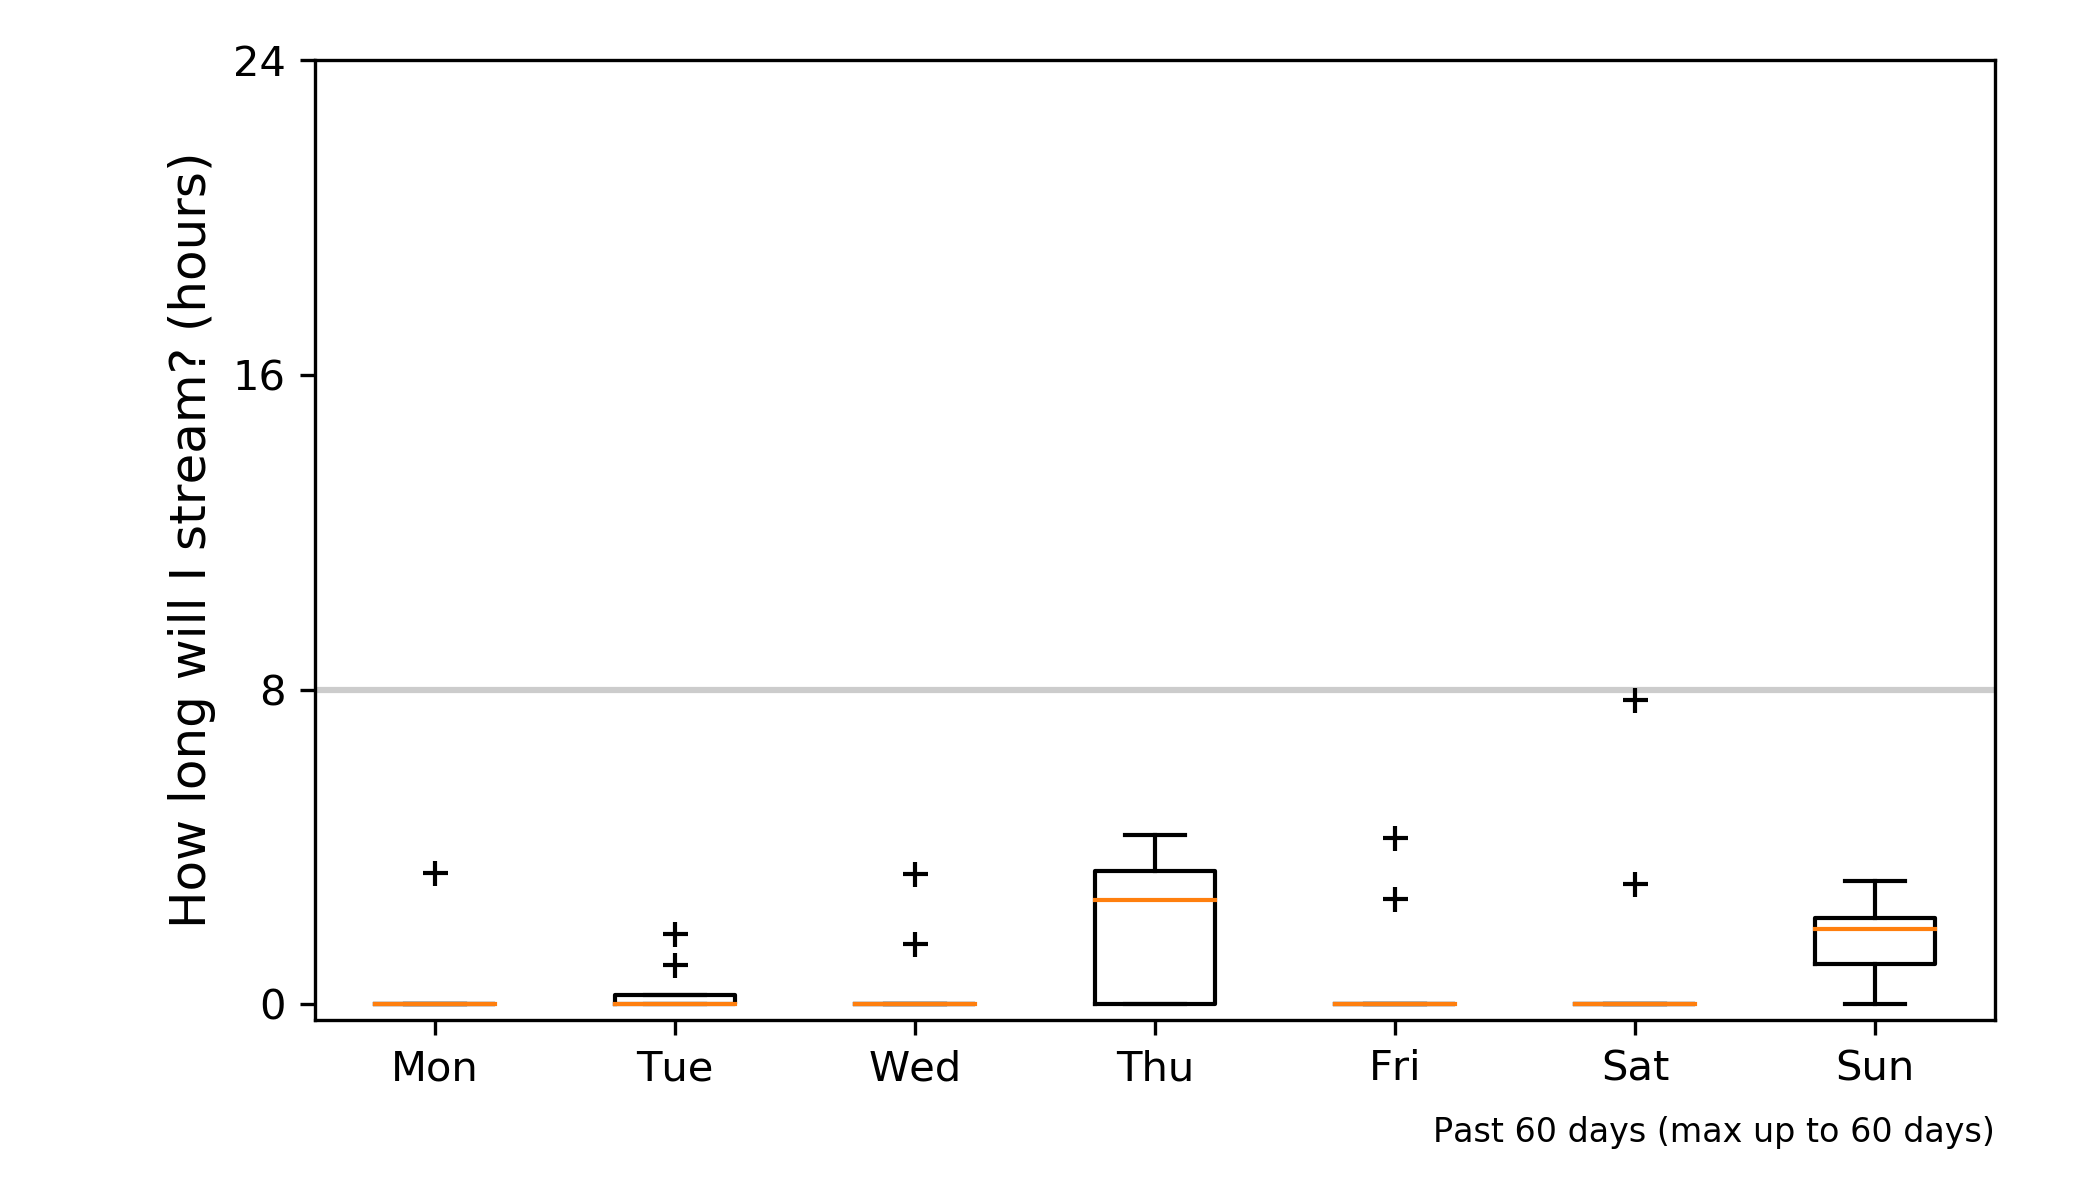 How long will I stream? (hours)
24
16
8
0
Mon Tue Wed Thu Fri Sat Sun
Past 60 days (max up to 60 days)